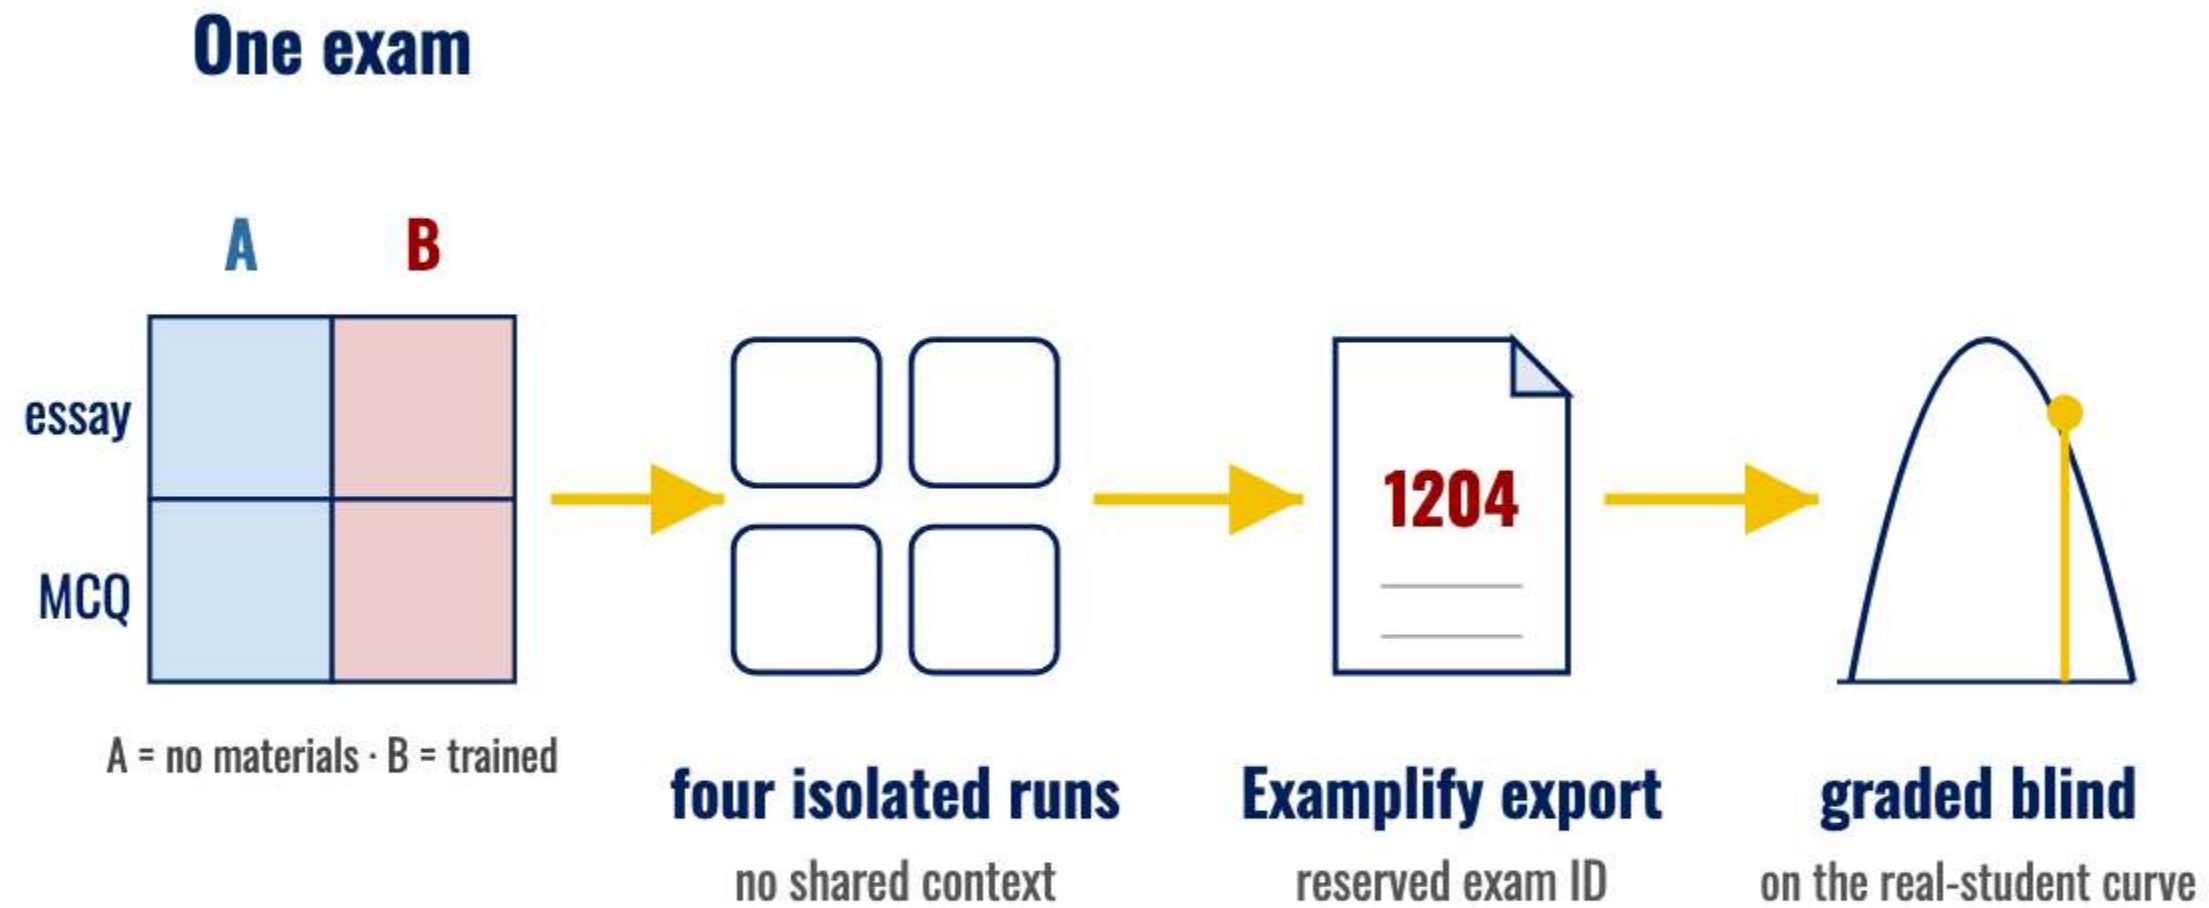 One exam
A B
essay
MCQ
A = no materials · B = trained
1204
four isolated runs
no shared context
Examplify export
reserved exam ID
graded blind
on the real-student curve